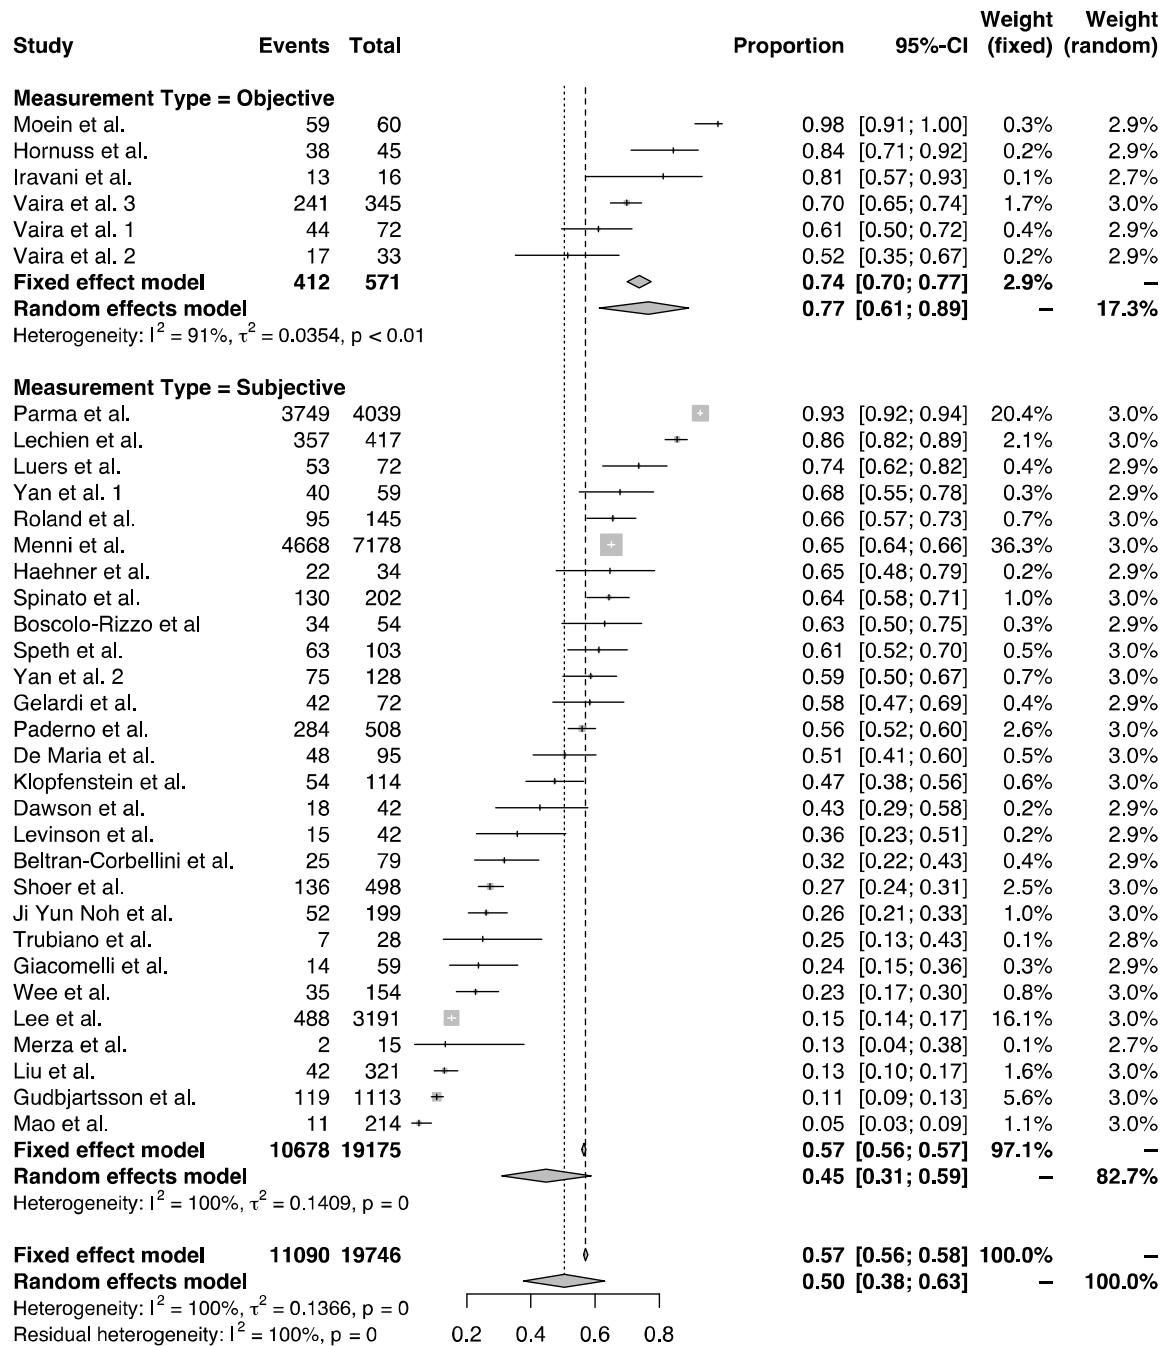 Weight Weight
Study Events Total Proportion 95%-CI (fixed) (random)
Measurement Type = Objective
Moein et al. 59 60 0.98 [0.91; 1.00] 0.3% 2.9%
Hornuss et al. 38 45 0.84 [0.71; 0.92] 0.2% 2.9%
Iravani et al. 13 16 0.81 [0.57; 0.93] 0.1% 2.7%
Vaira et al. 3 241 345 0.70 [0.65; 0.74] 1.7% 3.0%
Vaira et al. 1 44 72 0.61 [0.50; 0.72] 0.4% 2.9%
Vaira et al. 2 17 33 0.52 [0.35; 0.67] 0.2% 2.9%
Fixed effect model 412 571 0.74 [0.70; 0.77] 2.9% –
Random effects model 0.77 [0.61; 0.89] – 17.3%
Heterogeneity: I² = 91%, τ² = 0.0354, p < 0.01
Measurement Type = Subjective
Parma et al. 3749 4039 0.93 [0.92; 0.94] 20.4% 3.0%
Lechien et al. 357 417 0.86 [0.82; 0.89] 2.1% 3.0%
Luers et al. 53 72 0.74 [0.62; 0.82] 0.4% 2.9%
Yan et al. 1 40 59 0.68 [0.55; 0.78] 0.3% 2.9%
Roland et al. 95 145 0.66 [0.57; 0.73] 0.7% 3.0%
Menni et al. 4668 7178 0.65 [0.64; 0.66] 36.3% 3.0%
Haehner et al. 22 34 0.65 [0.48; 0.79] 0.2% 2.9%
Spinato et al. 130 202 0.64 [0.58; 0.71] 1.0% 3.0%
Boscolo-Rizzo et al 34 54 0.63 [0.50; 0.75] 0.3% 2.9%
Speth et al. 63 103 0.61 [0.52; 0.70] 0.5% 3.0%
Yan et al. 2 75 128 0.59 [0.50; 0.67] 0.7% 3.0%
Gelardi et al. 42 72 0.58 [0.47; 0.69] 0.4% 2.9%
Paderno et al. 284 508 0.56 [0.52; 0.60] 2.6% 3.0%
De Maria et al. 48 95 0.51 [0.41; 0.60] 0.5% 3.0%
Klopfenstein et al. 54 114 0.47 [0.38; 0.56] 0.6% 3.0%
Dawson et al. 18 42 0.43 [0.29; 0.58] 0.2% 2.9%
Levinson et al. 15 42 0.36 [0.23; 0.51] 0.2% 2.9%
Beltran-Corbellini et al. 25 79 0.32 [0.22; 0.43] 0.4% 2.9%
Shoer et al. 136 498 0.27 [0.24; 0.31] 2.5% 3.0%
Ji Yun Noh et al. 52 199 0.26 [0.21; 0.33] 1.0% 3.0%
Trubiano et al. 7 28 0.25 [0.13; 0.43] 0.1% 2.8%
Giacomelli et al. 14 59 0.24 [0.15; 0.36] 0.3% 2.9%
Wee et al. 35 154 0.23 [0.17; 0.30] 0.8% 3.0%
Lee et al. 488 3191 0.15 [0.14; 0.17] 16.1% 3.0%
Merza et al. 2 15 0.13 [0.04; 0.38] 0.1% 2.7%
Liu et al. 42 321 0.13 [0.10; 0.17] 1.6% 3.0%
Gudbjartsson et al. 119 1113 0.11 [0.09; 0.13] 5.6% 3.0%
Mao et al. 11 214 0.05 [0.03; 0.09] 1.1% 3.0%
Fixed effect model 10678 19175 0.57 [0.56; 0.57] 97.1% –
Random effects model 0.45 [0.31; 0.59] – 82.7%
Heterogeneity: I² = 100%, τ² = 0.1409, p = 0
Fixed effect model 11090 19746 0.57 [0.56; 0.58] 100.0% –
Random effects model 0.50 [0.38; 0.63] – 100.0%
Heterogeneity: I² = 100%, τ² = 0.1366, p = 0
Residual heterogeneity: I² = 100%, p = 0 0.2 0.4 0.6 0.8